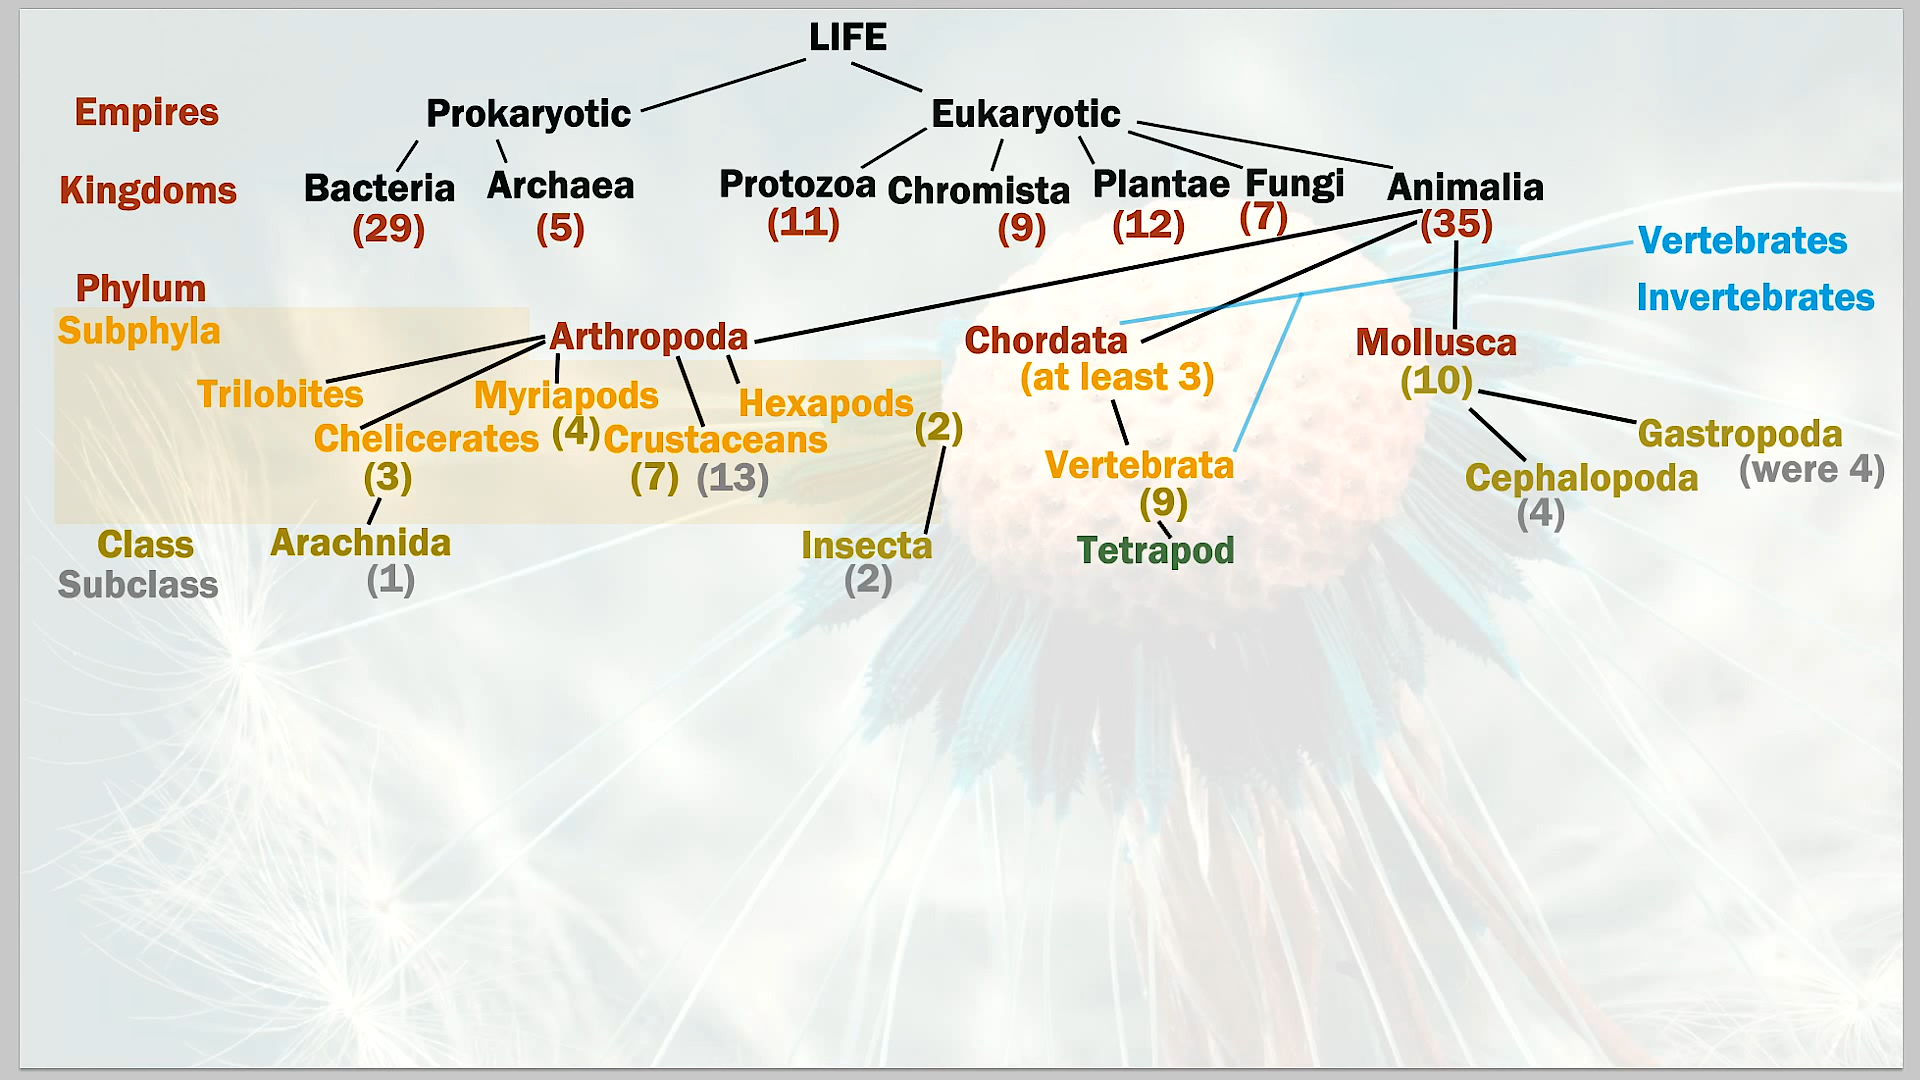 LIFE
Empires Prokaryotic Eukaryotic
Kingdoms Bacteria Archaea Protozoa Chromista Plantae Fungi Animalia
(29) (5) (11) (9) (12) (7) (35)
Vertebrates
Phylum Invertebrates
Subphyla Arthropoda Chordata Mollusca
(at least 3) (10)
Trilobites Myriapods Hexapods
Chelicerates (4) Crustaceans (2) Gastropoda
Vertebrata Cephalopoda (were 4)
(3) (7) (13) (9) (4)
Class Arachnida Insecta Tetrapod
Subclass (1) (2)